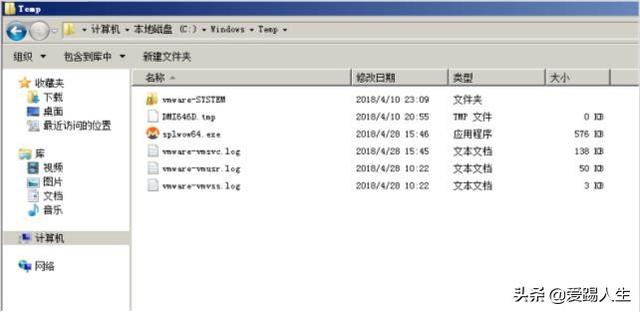 Temp
计算机 本地磁盘 (C:) Windows Temp
组织 包含到库中 新建文件夹
收藏夹
下载
桌面
最近访问的位置
库
视频
图片
文档
音乐
计算机
网络
名称 修改日期 类型 大小
vmware-SYSTEM 2018/4/10 23:09 文件夹
DMI646D.tmp 2018/4/10 20:55 TMP 文件 0 KB
splwow64.exe 2018/4/28 15:46 应用程序 576 KB
vmware-vmsvc.log 2018/4/28 15:45 文本文档 138 KB
vmware-vmusr.log 2018/4/28 10:22 文本文档 50 KB
vmware-vmvss.log 2018/4/28 10:22 文本文档 3 KB
头条 @爱踢人生